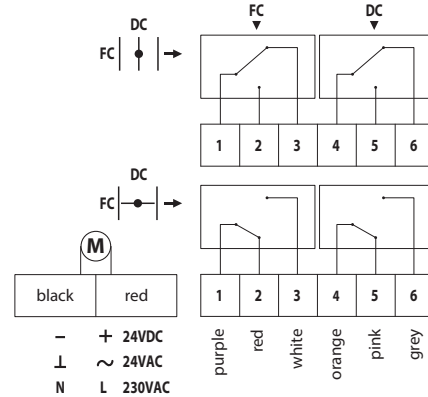 FC DC
DC
FC
1 2 3 4 5 6
DC
FC
M
black red
1 2 3 4 5 6
purple red white orange pink grey
– + 24VDC
⊥ ~ 24VAC
N L 230VAC